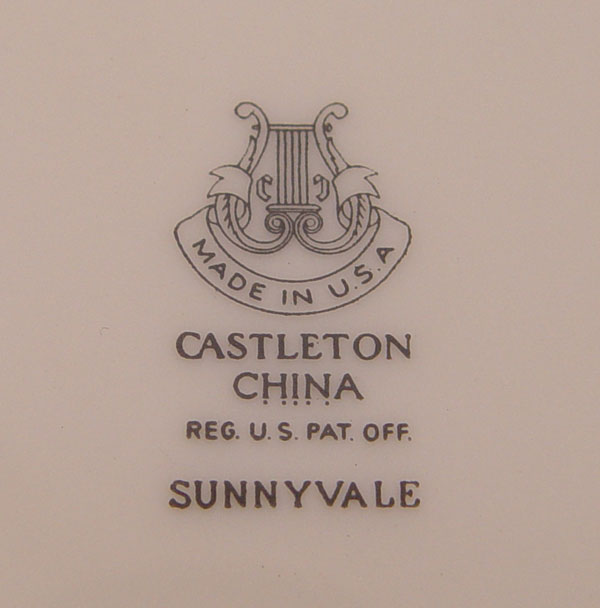 MADE IN U.S.A
CASTLETON
CHINA
REG. U.S. PAT. OFF.
SUNNYVALE